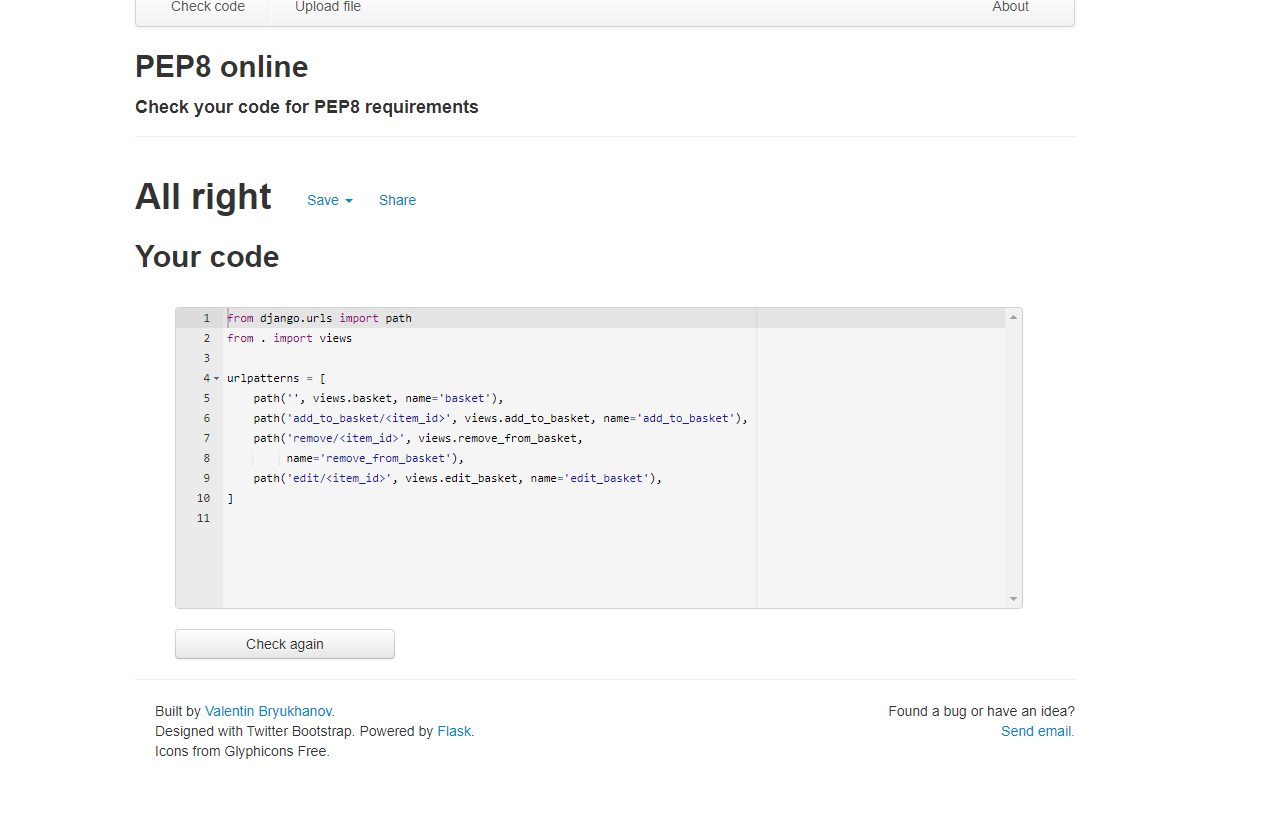 Check code Upload file About
PEP8 online
Check your code for PEP8 requirements
All right Save Share
Your code
1 from django.urls import path
2 from . import views
3
4 urlpatterns = [
5     path('', views.basket, name='basket'),
6     path('add_to_basket/<item_id>', views.add_to_basket, name='add_to_basket'),
7     path('remove/<item_id>', views.remove_from_basket,
8          name='remove_from_basket'),
9     path('edit/<item_id>', views.edit_basket, name='edit_basket'),
10 ]
11
Check again
Built by Valentin Bryukhanov.
Designed with Twitter Bootstrap. Powered by Flask.
Icons from Glyphicons Free.
Found a bug or have an idea?
Send email.